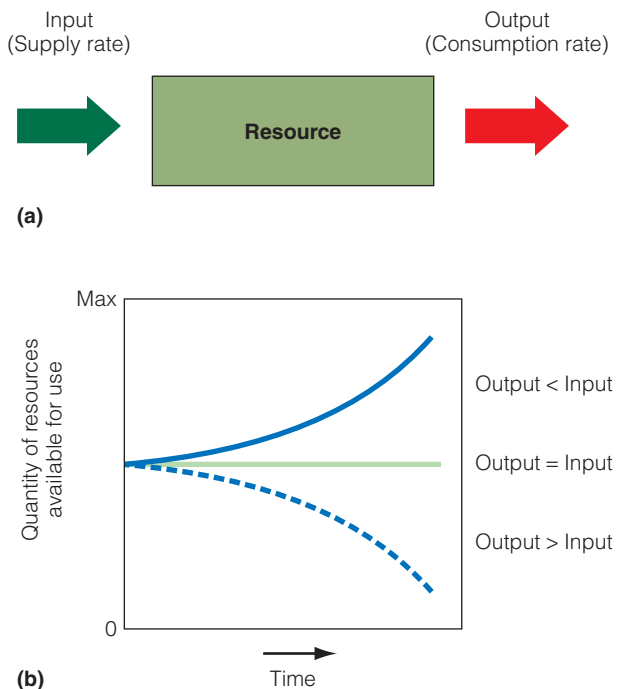 Input
(Supply rate)
Output
(Consumption rate)
Resource
(a)
Max
Quantity of resources
available for use
Output < Input
Output = Input
Output > Input
0
Time
(b)